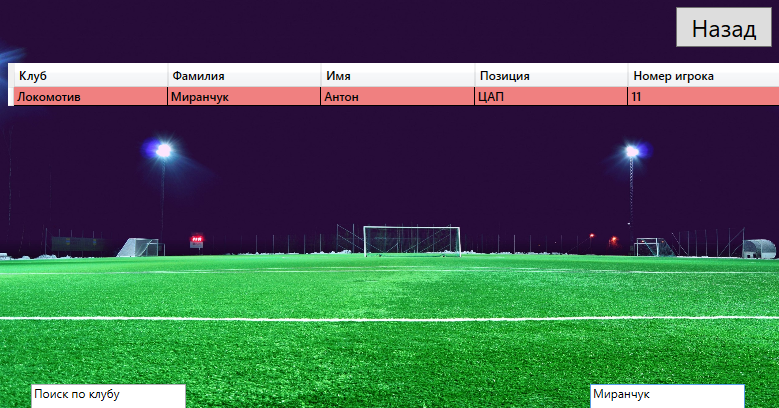 Назад
Клуб Фамилия Имя Позиция Номер игрока
Локомотив Миранчук Антон ЦАП 11
Поиск по клубу Миранчук